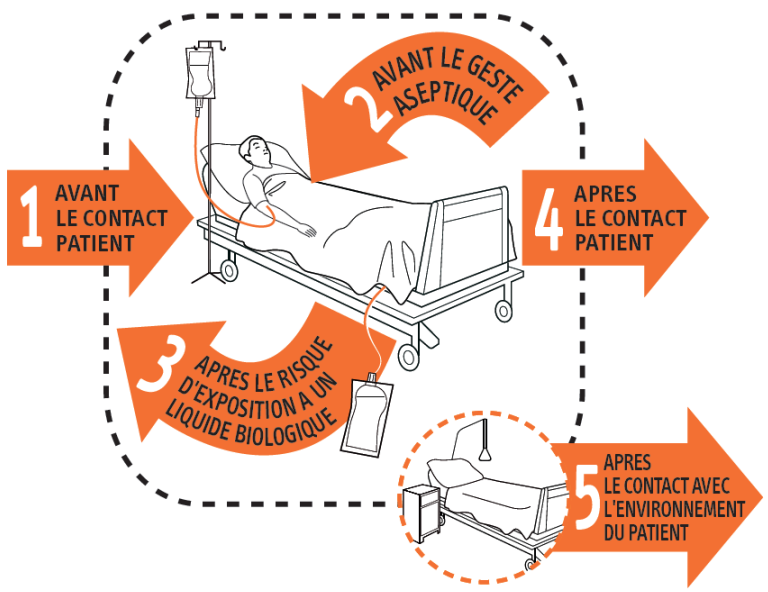 1
AVANT
LE CONTACT
PATIENT
2
AVANT LE GESTE
ASEPTIQUE
3
APRES LE RISQUE
D'EXPOSITION A UN
LIQUIDE BIOLOGIQUE
4
APRES
LE CONTACT
PATIENT
5
APRES
LE CONTACT AVEC
L'ENVIRONNEMENT
DU PATIENT